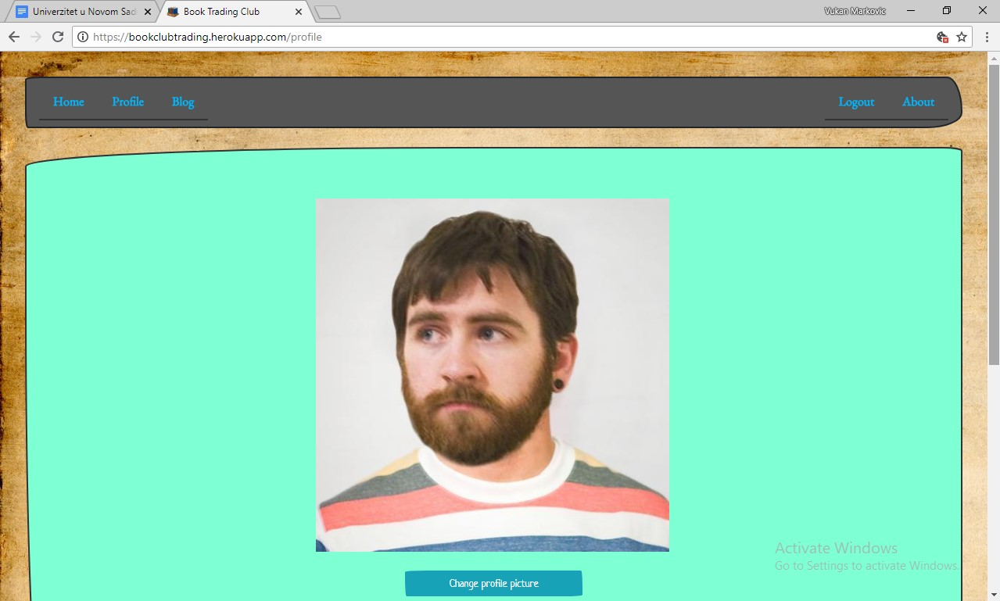 Univerzitet u Novom Sad
Book Trading Club
Vukan Markovic
https://bookclubtrading.herokuapp.com/profile
Home Profile Blog Logout About
Activate Windows
Go to Settings to activate Windows.
Change profile picture